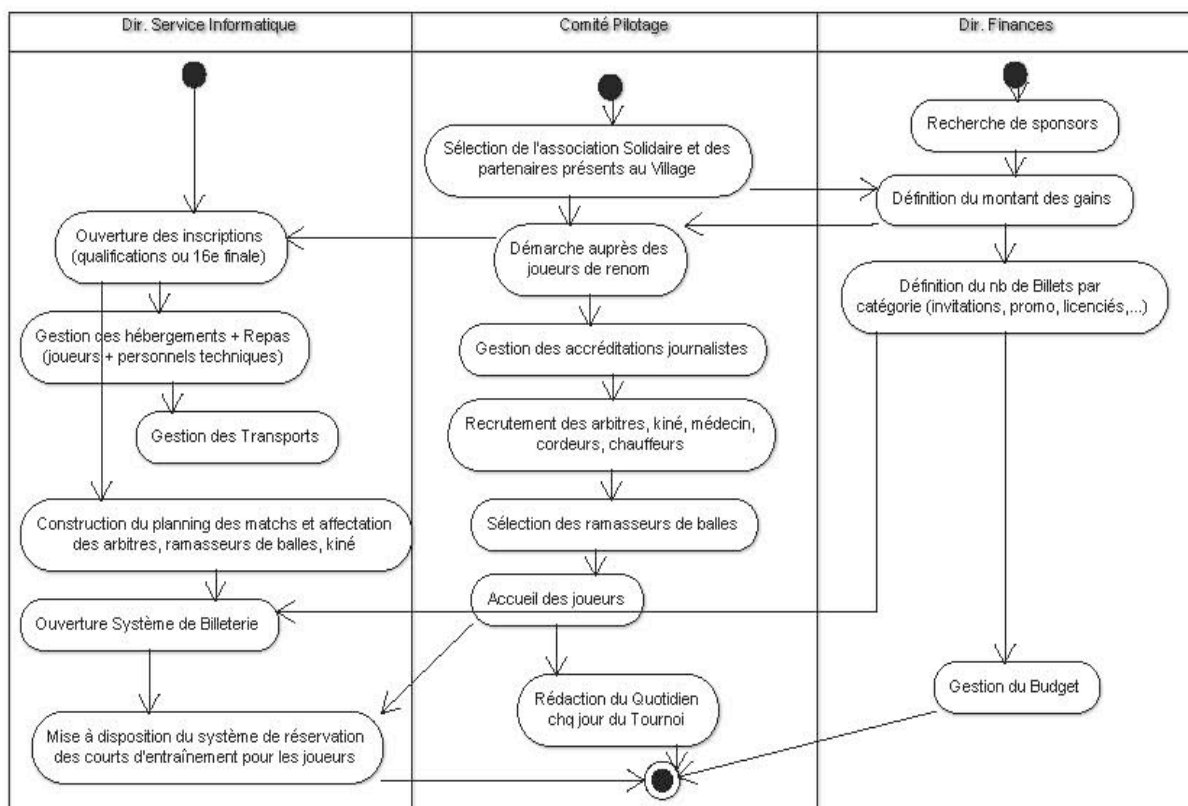 Dir. Service Informatique
Comité Pilotage
Dir. Finances
Recherche de sponsors
Sélection de l'association Solidaire et des
partenaires présents au Village
Définition du montant des gains
Ouverture des inscriptions
(qualifications ou 16e finale)
Démarche auprès des
joueurs de renom
Définition du nb de Billets par
catégorie (invitations, promo, licenciés,...)
Gestion des hébergements + Repas
(joueurs + personnels techniques)
Gestion des accréditations journalistes
Gestion des Transports
Recrutement des arbitres, kiné, médecin,
cordeurs, chauffeurs
Construction du planning des matchs et affectation
des arbitres, ramasseurs de balles, kiné
Sélection des ramasseurs de balles
Ouverture Système de Billeterie
Accueil des joueurs
Mise à disposition du système de réservation
des courts d'entraînement pour les joueurs
Rédaction du Quotidien
chq jour du Tournoi
Gestion du Budget